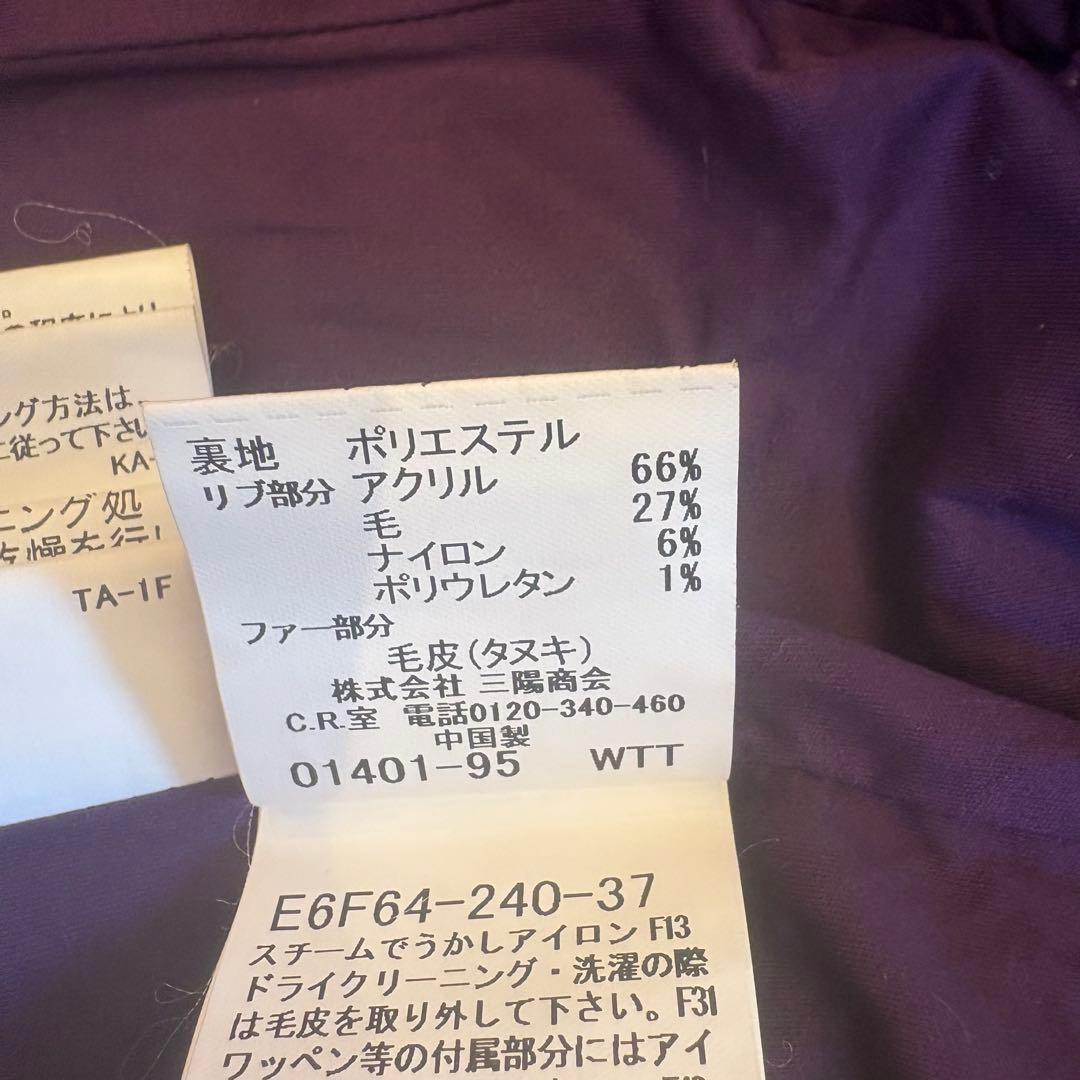 ング方法は、
に従って下さい
KA-
ニング処
乾燥を行い
TA-1F
裏地 ポリエステル
リブ部分 アクリル 66%
毛 27%
ナイロン 6%
ポリウレタン 1%
ファー部分
毛皮(タヌキ)
株式会社 三陽商会
C.R.室 電話0120-340-460
中国製
01401-95 WTT
E6F64-240-37
スチームでうかしアイロン F13
ドライクリーニング・洗濯の際
は毛皮を取り外して下さい。F31
ワッペン等の付属部分にはアイ